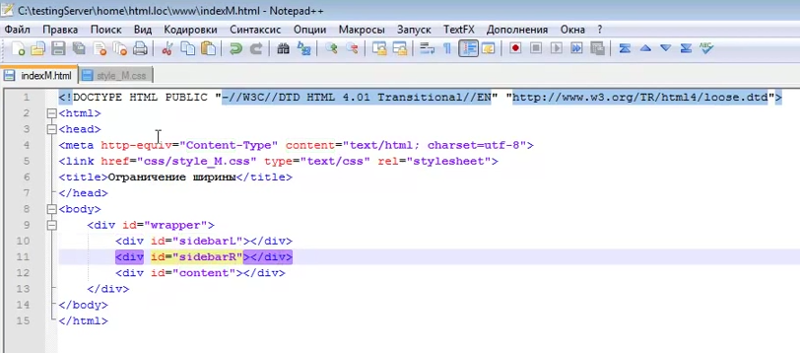 C:\testingServer\home\html.loc\www\indexM.html - Notepad++
Файл Правка Поиск Вид Кодировки Синтаксис Опции Макросы Запуск TextFX Дополнения Окна ?
indexM.html style_M.css
1 <!DOCTYPE HTML PUBLIC "-//W3C//DTD HTML 4.01 Transitional//EN" "http://www.w3.org/TR/html4/loose.dtd">
2 <html>
3 <head>
4 <meta http-equiv="Content-Type" content="text/html; charset=utf-8">
5 <link href="css/style_M.css" type="text/css" rel="stylesheet">
6 <title>Ограничение ширины</title>
7 </head>
8 <body>
9 <div id="wrapper">
10 <div id="sidebarL"></div>
11 <div id="sidebarR"></div>
12 <div id="content"></div>
13 </div>
14 </body>
15 </html>